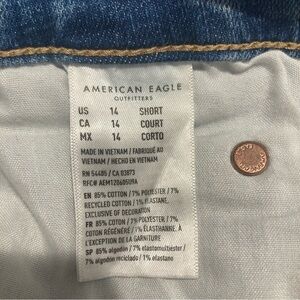 AMERICAN EAGLE
OUTFITTERS
US 14 SHORT
CA 14 COURT
MX 14 CORTO
MADE IN VIETNAM / FABRIQUÉ AU
VIETNAM / HECHO EN VIETNAM
RN 54485 / CA 03873
RFC# AEM120605U9A
EN 85% COTTON / 7% POLYESTER / 7%
RECYCLED COTTON / 1% ELASTANE,
EXCLUSIVE OF DECORATION
FR 85% COTON / 7% POLYESTER / 7%
COTON RÉGÉNÉRÉ / 1% ÉLASTHANNE, À
L'EXCEPTION DE LA GARNITURE
SP 85% algodón / 7% elastomultiéster /
7% algodón reciclado / 1% elastano